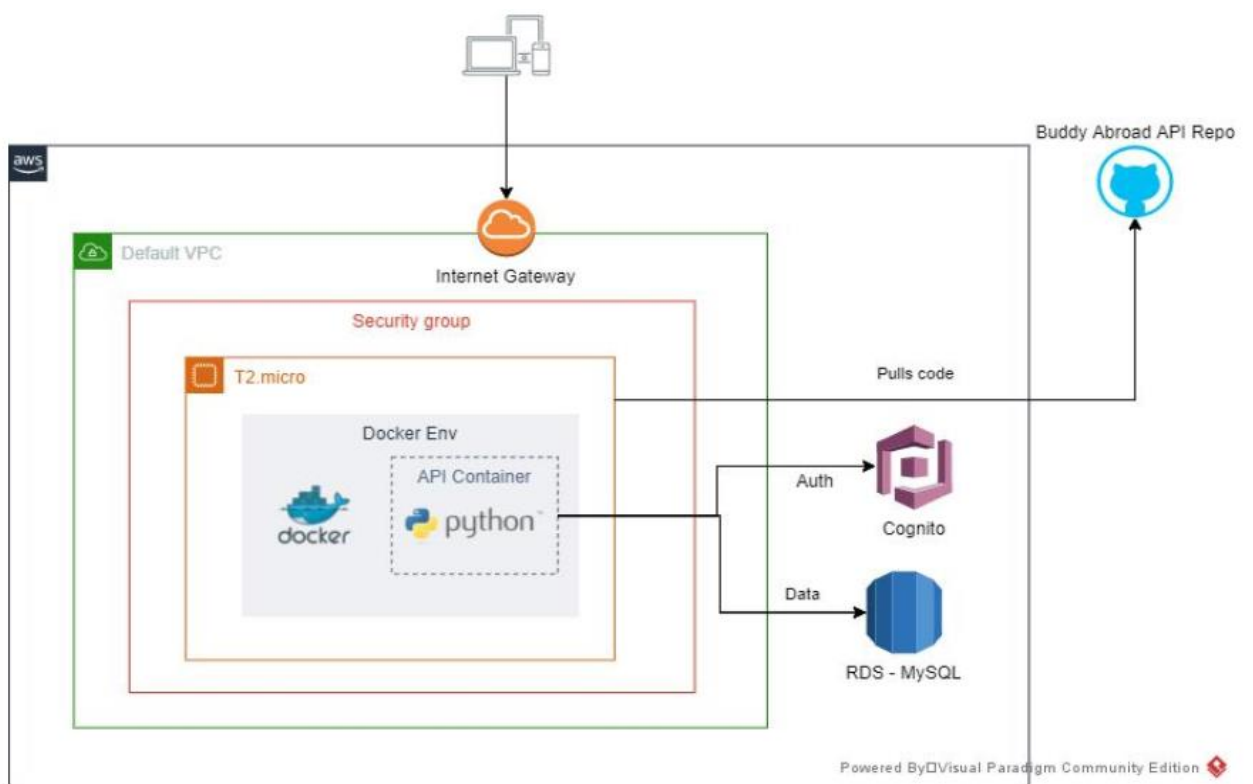 Buddy Abroad API Repo
aws
Default VPC
Internet Gateway
Security group
T2.micro
Pulls code
Docker Env
API Container
docker
python™
Auth
Cognito
Data
RDS - MySQL
Powered By□Visual Paradigm Community Edition